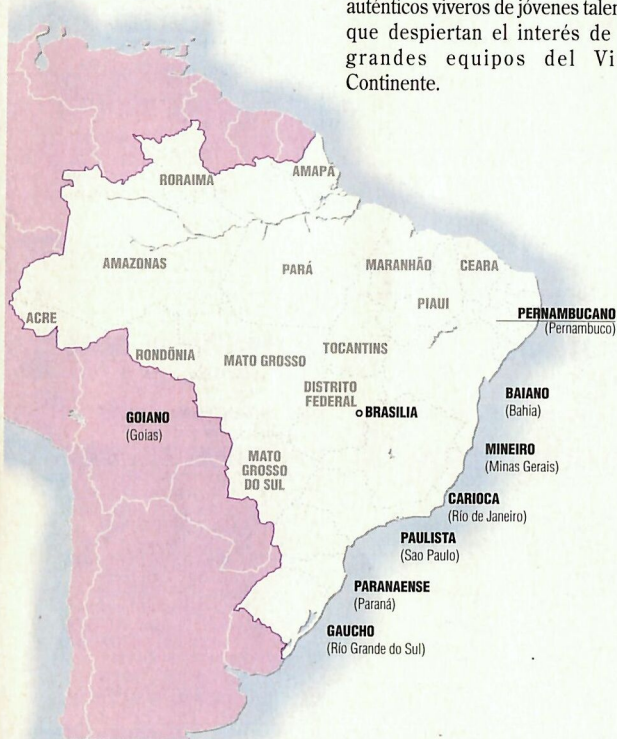 auténticos viveros de jóvenes
que despiertan el interés de
grandes equipos del
Continente.
RORAIMA
AMAPÁ
AMAZONAS
PARÁ
MARANHÃO
CEARA
PIAUI
ACRE
PERNAMBUCANO
(Pernambuco)
RONDÔNIA
MATO GROSSO
TOCANTINS
DISTRITO
FEDERAL
BRASILIA
BAIANO
(Bahia)
GOIANO
(Goias)
MINEIRO
(Minas Gerais)
MATO
GROSSO
DO SUL
CARIOCA
(Río de Janeiro)
PAULISTA
(Sao Paulo)
PARANAENSE
(Paraná)
GAUCHO
(Río Grande do Sul)